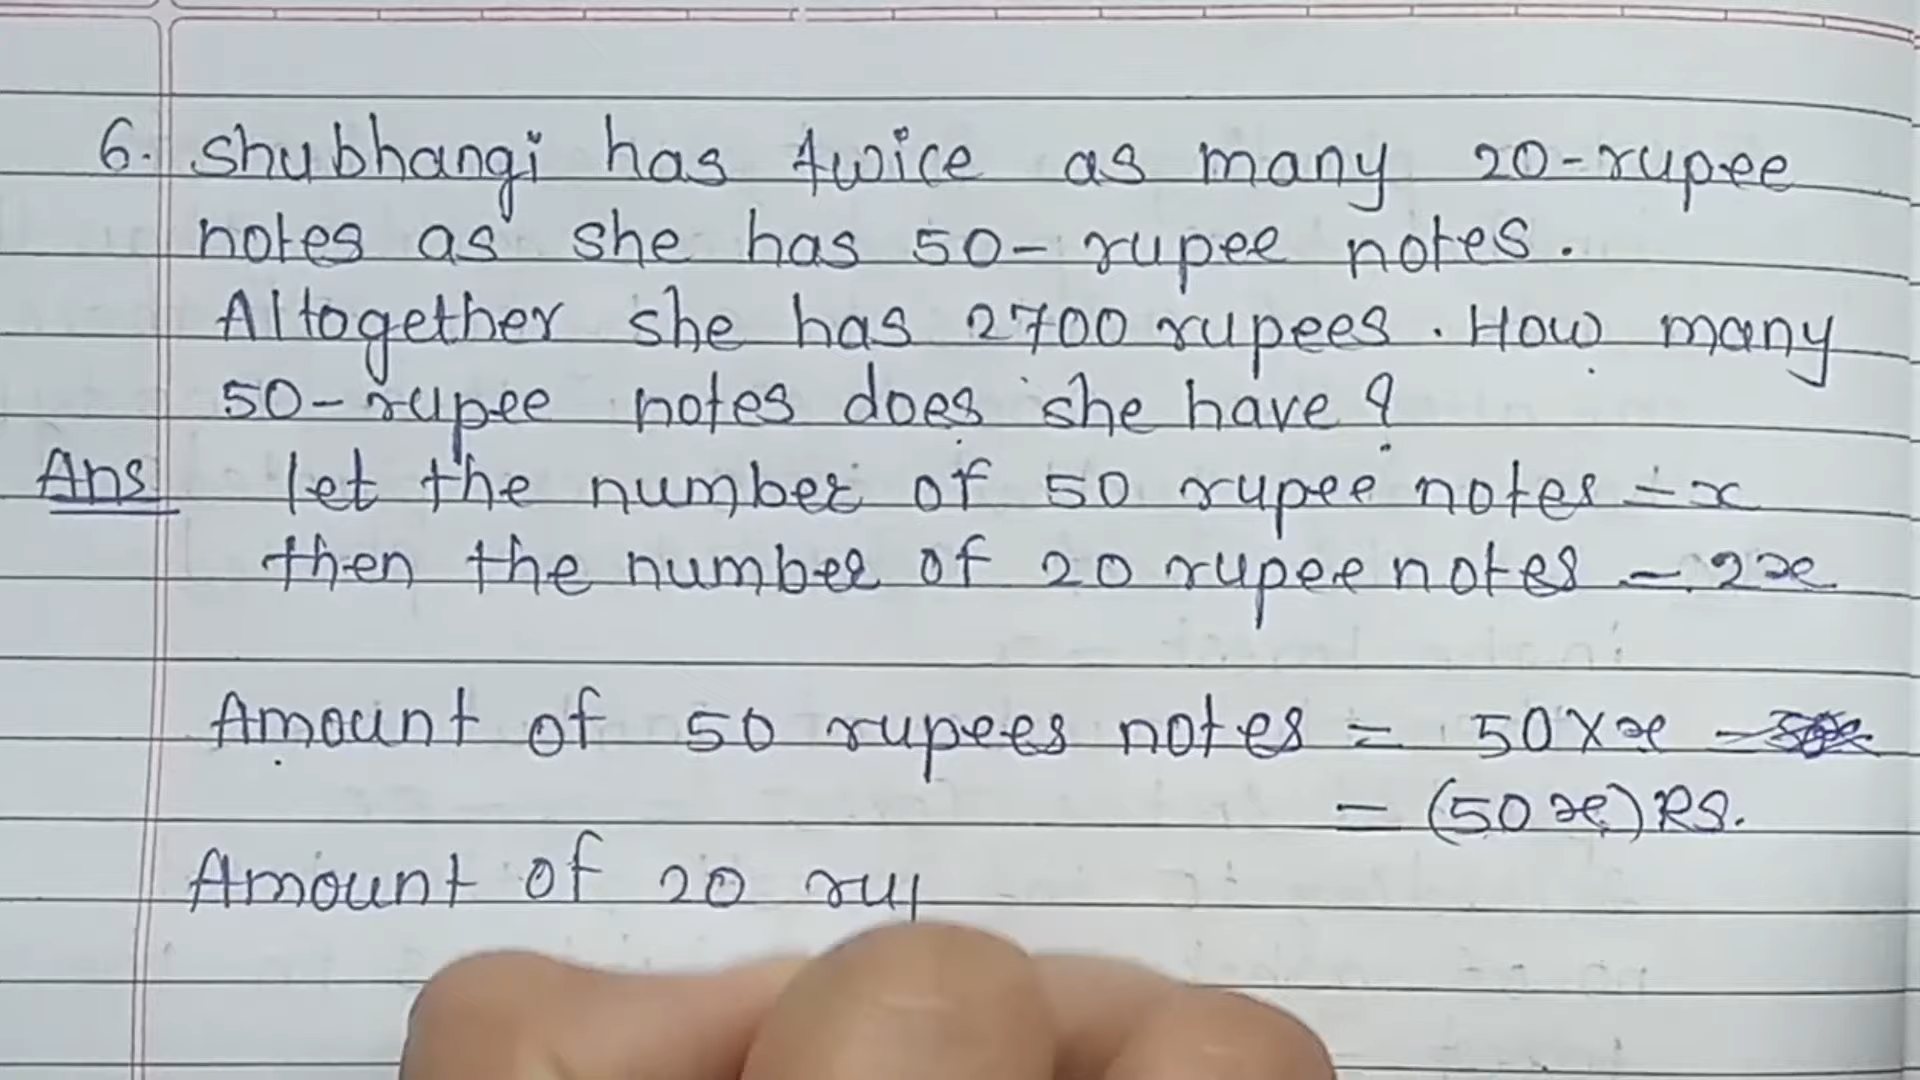 6. Shubhangi has twice as many 20-rupee
notes as she has 50-rupee notes.
Altogether she has 2700 rupees. How many
50-rupee notes does she have?
Ans let the number of 50 rupee notes = x
then the number of 20 rupee notes = 2x
Amount of 50 rupees notes = 50 × x
= (50x) Rs.
Amount of 20 rup